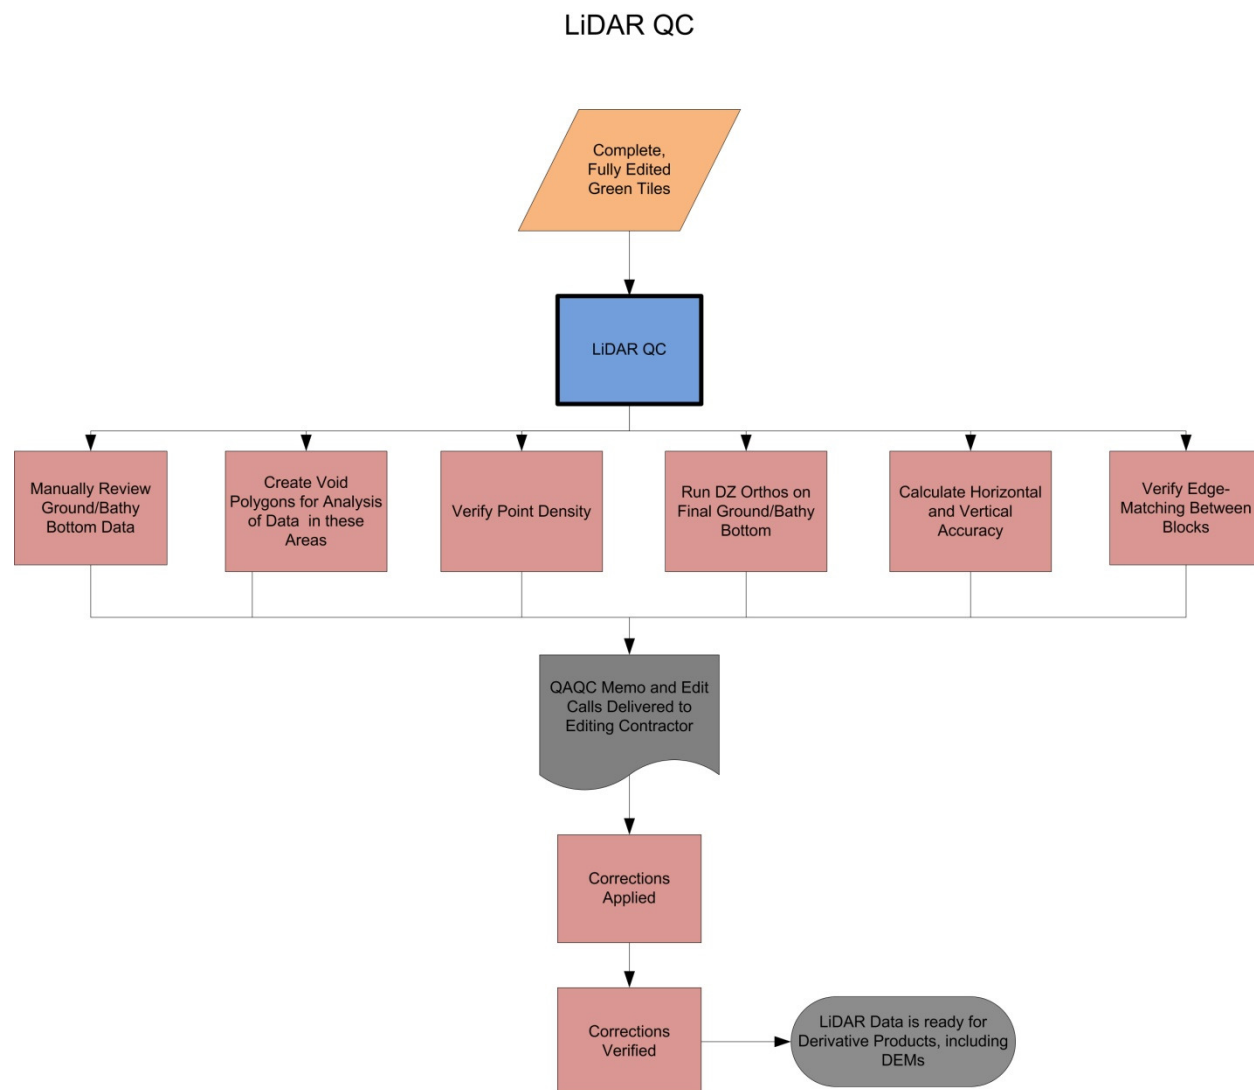 LiDAR QC
Complete,
Fully Edited
Green Tiles
LiDAR QC
Manually Review
Ground/Bathy
Bottom Data
Create Void
Polygons for Analysis
of Data in these
Areas
Verify Point Density
Run DZ Orthos on
Final Ground/Bathy
Bottom
Calculate Horizontal
and Vertical
Accuracy
Verify Edge-
Matching Between
Blocks
QAQC Memo and Edit
Calls Delivered to
Editing Contractor
Corrections
Applied
Corrections
Verified
LiDAR Data is ready for
Derivative Products, including
DEMs